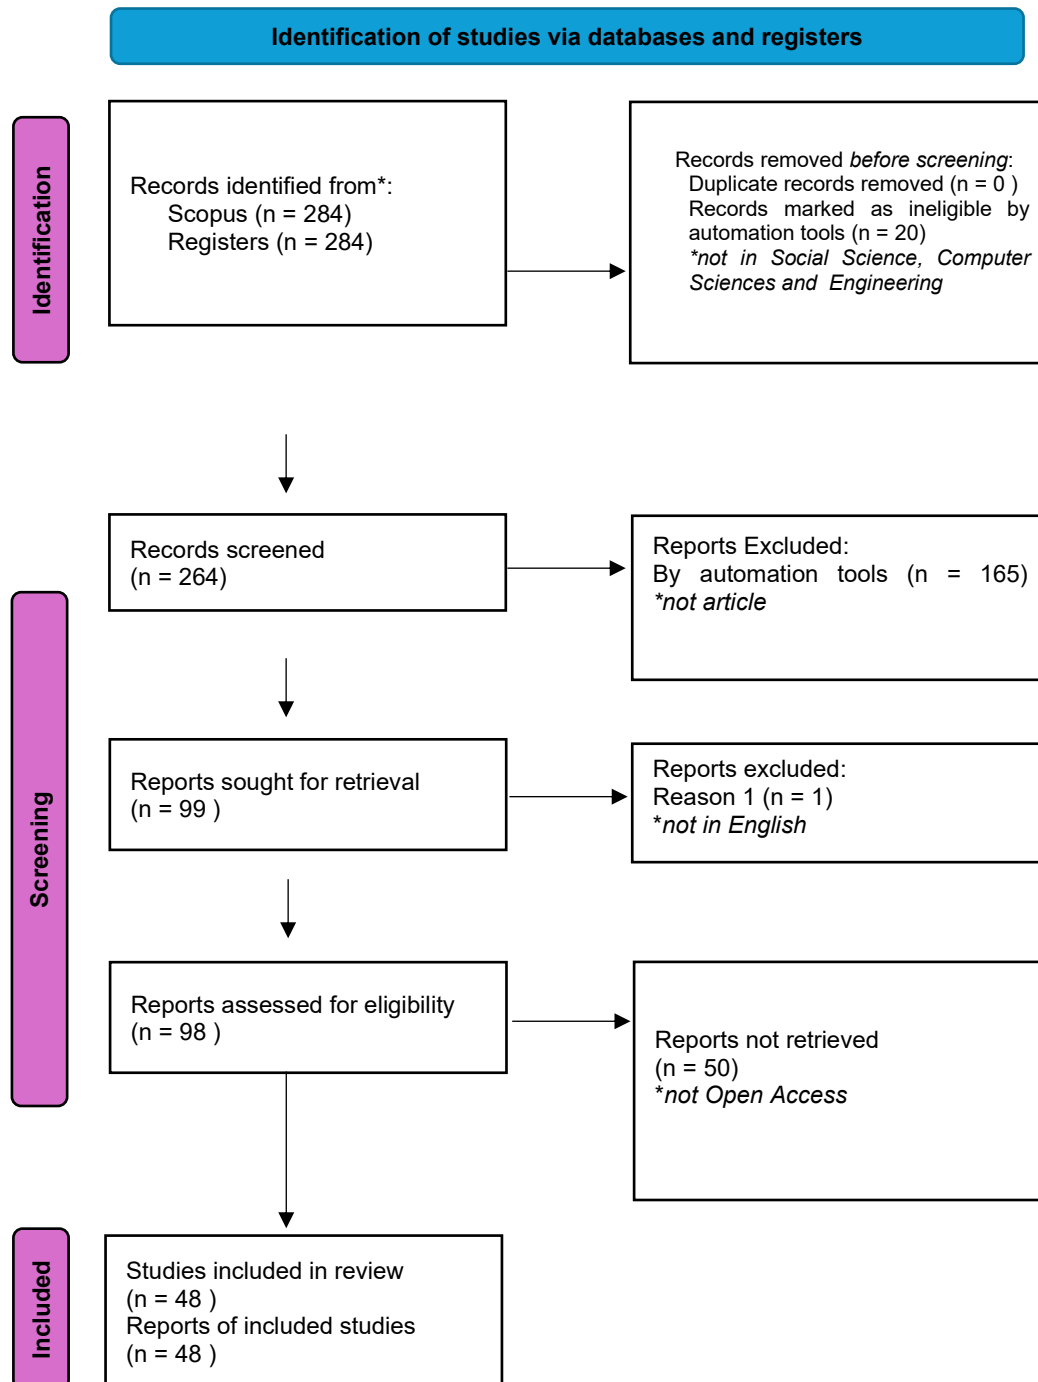 Identification of studies via databases and registers
Identification
Records identified from*:
Scopus (n = 284)
Registers (n = 284)
Records removed before screening:
Duplicate records removed (n = 0 )
Records marked as ineligible by
automation tools (n = 20)
*not in Social Science, Computer
Sciences and Engineering
Screening
Records screened
(n = 264)
Reports Excluded:
By automation tools (n = 165)
*not article
Reports sought for retrieval
(n = 99 )
Reports excluded:
Reason 1 (n = 1)
*not in English
Reports assessed for eligibility
(n = 98 )
Reports not retrieved
(n = 50)
*not Open Access
Included
Studies included in review
(n = 48 )
Reports of included studies
(n = 48 )